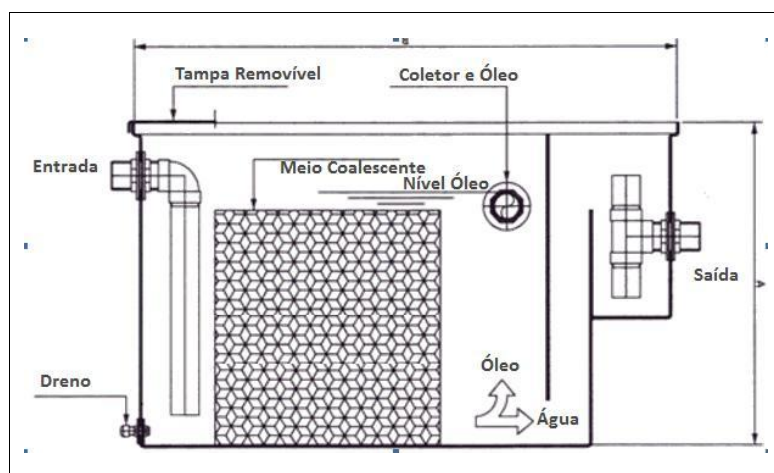 Tampa Removível
Coletor e Óleo
Entrada
Meio Coalescente
Nível Óleo
Saída
Óleo
Dreno
Água